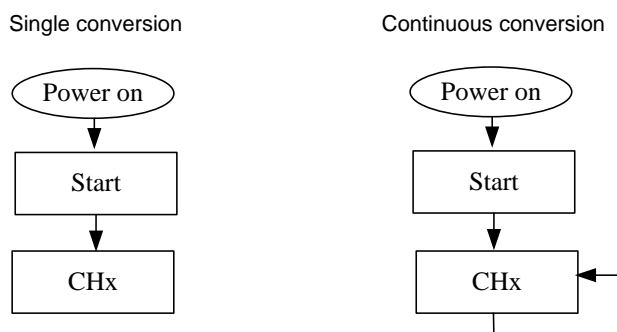 Single conversion
Continuous conversion
Power on
Power on
Start
Start
CHx
CHx